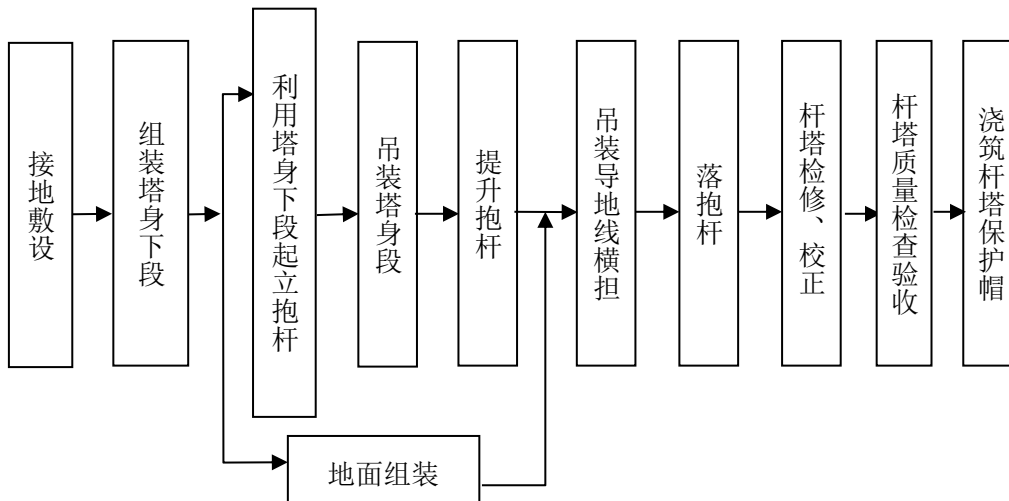 接地敷设
组装塔身下段
利用塔身下段起立抱杆
吊装塔身段
提升抱杆
吊装导地线横担
落抱杆
杆塔检修、校正
杆塔质量检查验收
浇筑杆塔保护帽
地面组装